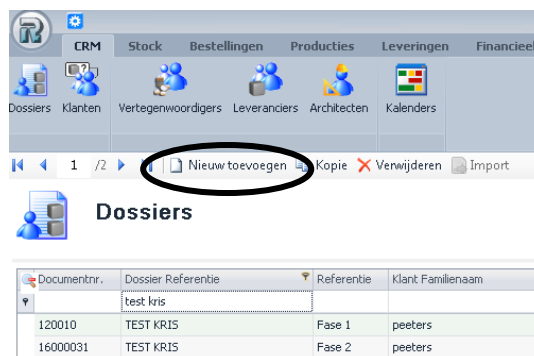 CRM Stock Bestellingen Producties Leveringen Financieel
Dossiers Klanten Vertegenwoordigers Leveranciers Architecten Kalenders
1 /2 Nieuw toevoegen Kopie Verwijderen Import
Dossiers
Documentnr. Dossier Referentie Referentie Klant Familienaam
test kris
120010 TEST KRIS Fase 1 peeters
16000031 TEST KRIS Fase 2 peeters